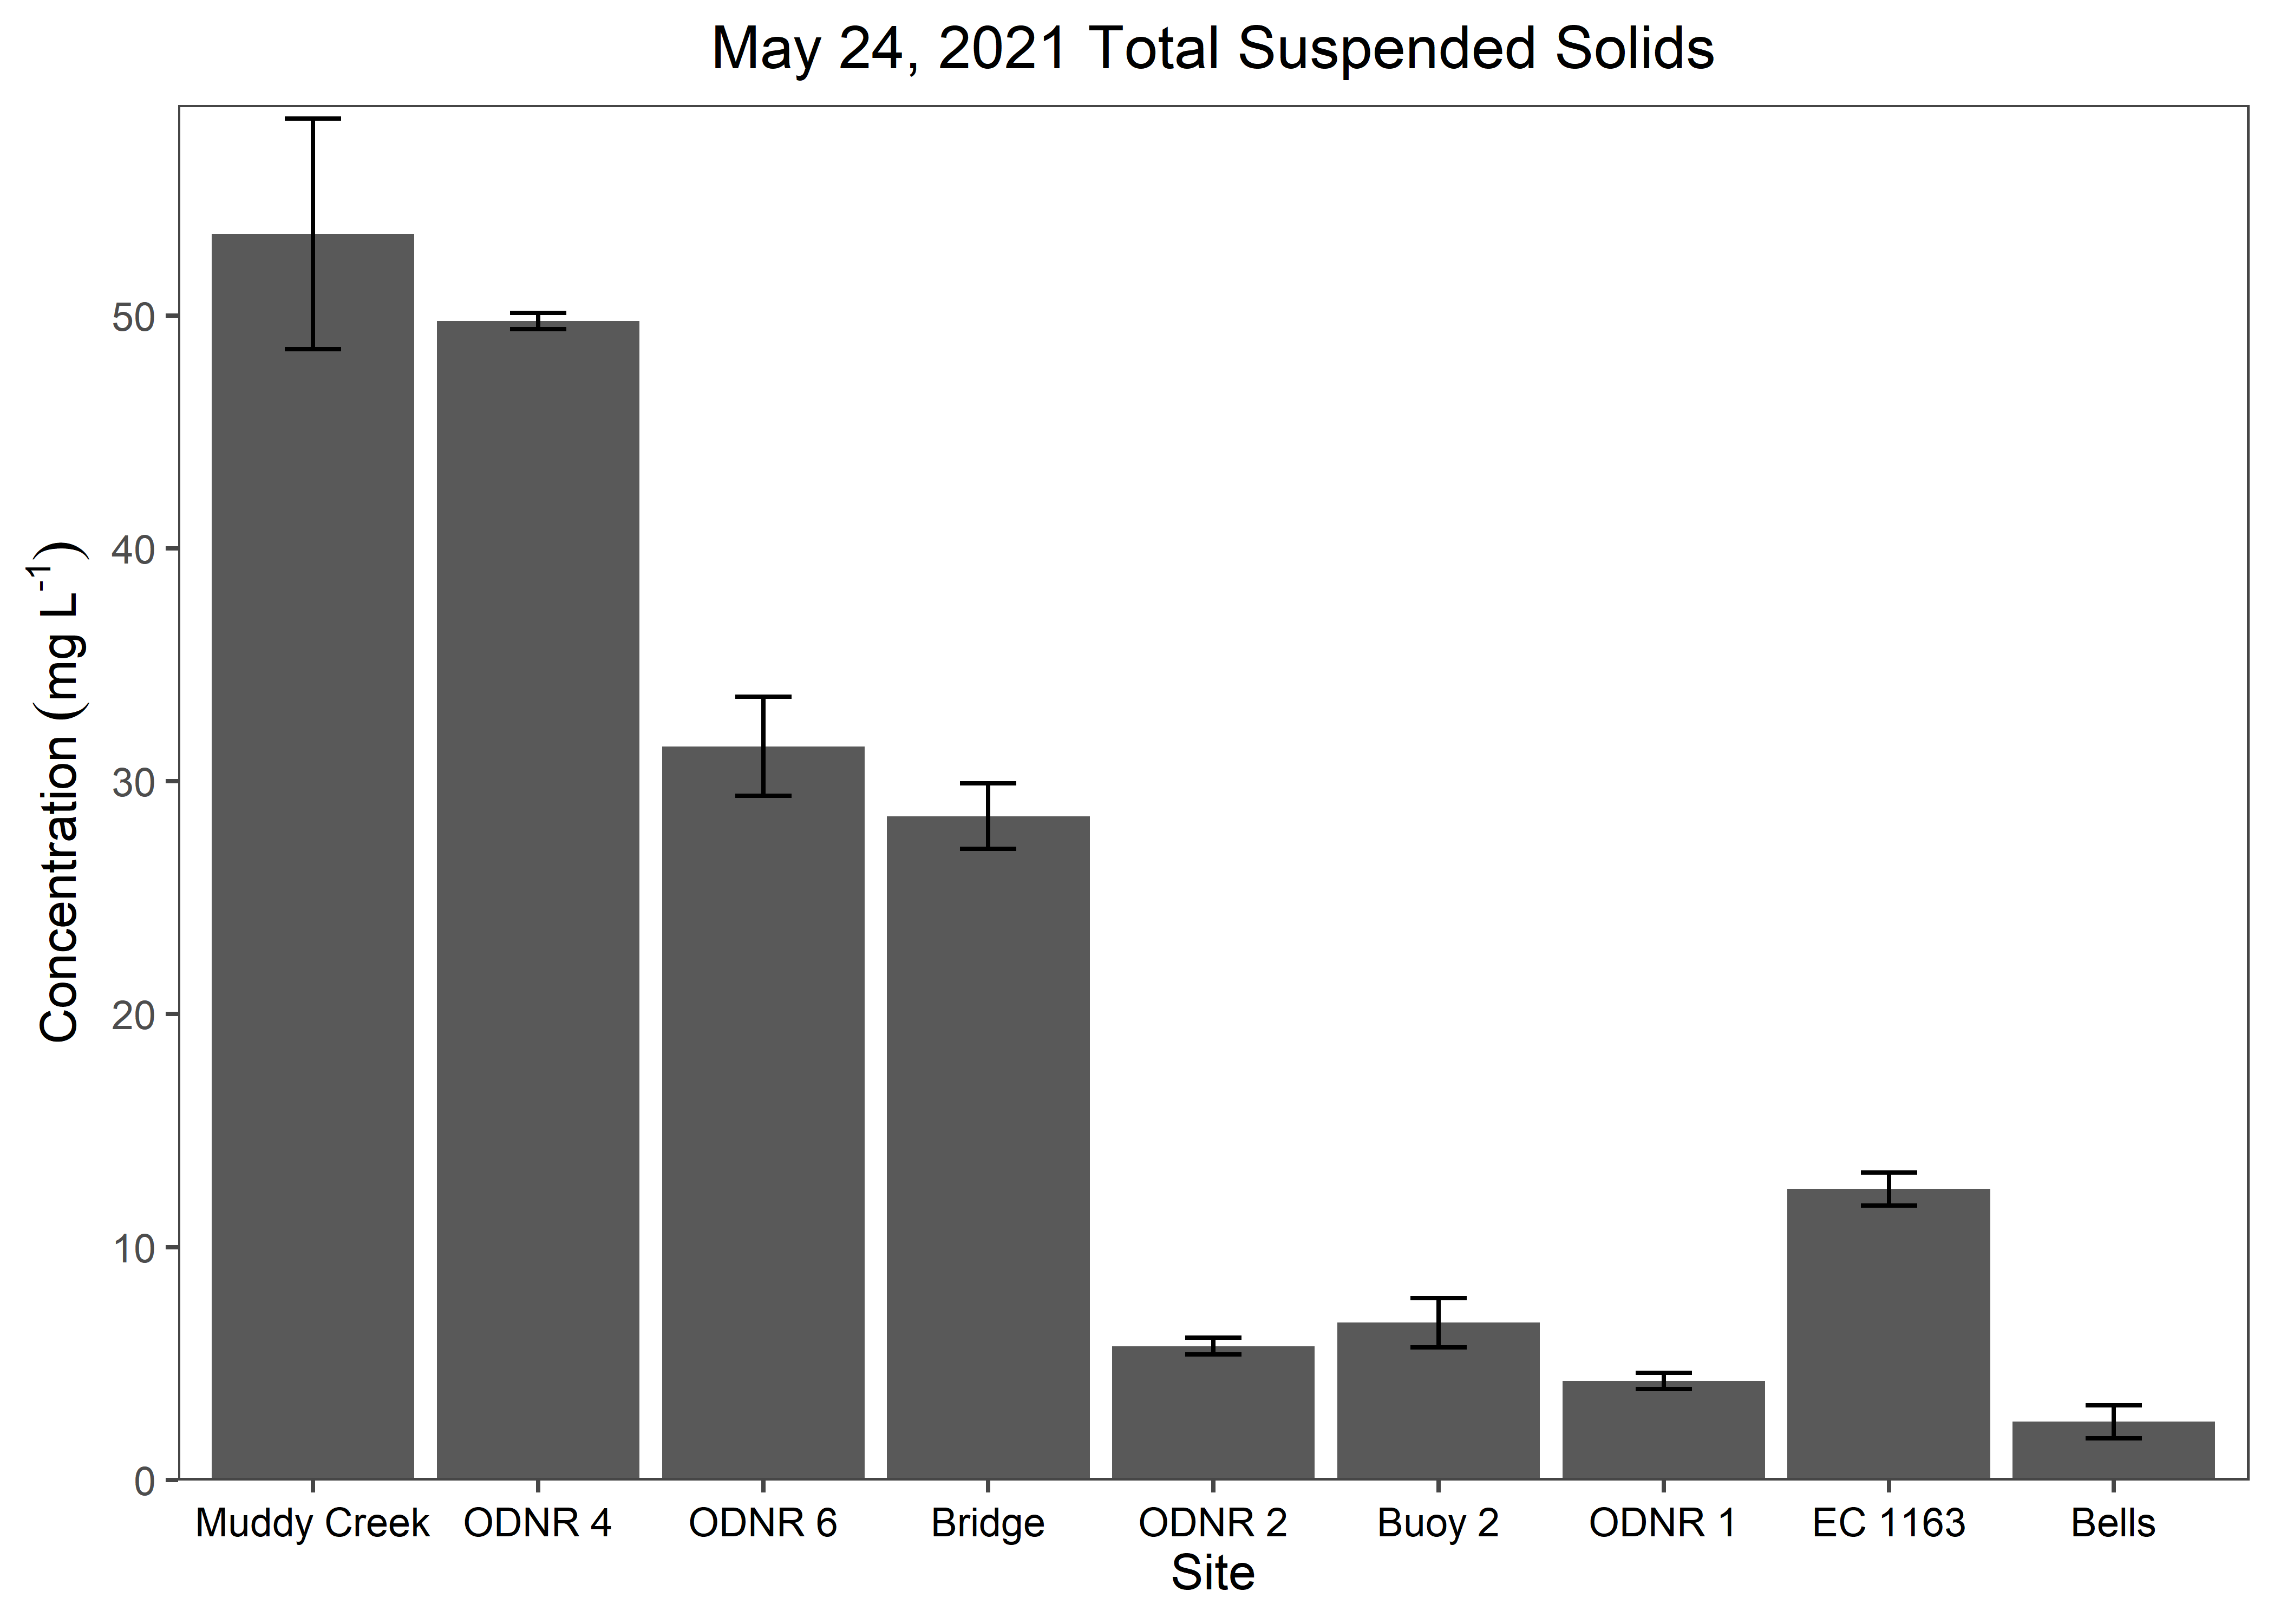 May 24, 2021 Total Suspended Solids
Concentration (mg L⁻¹)
50
40
30
20
10
0
Muddy Creek ODNR 4 ODNR 6 Bridge ODNR 2 Buoy 2 ODNR 1 EC 1163 Bells
Site